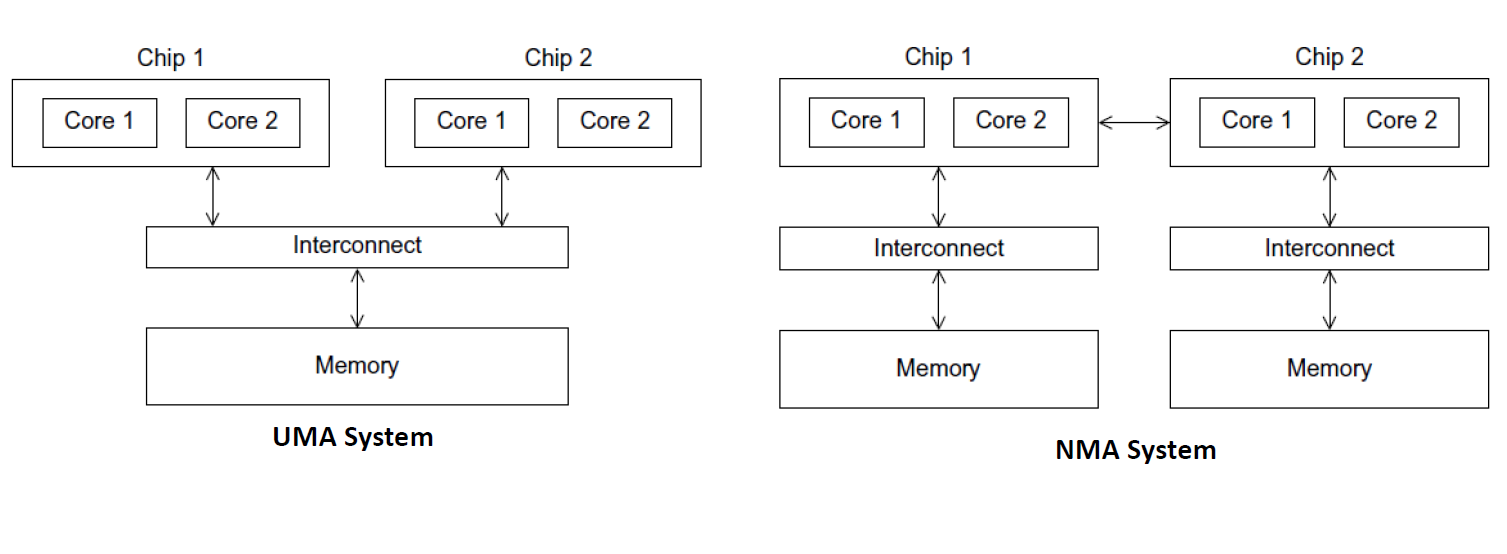 Chip 1
Chip 2
Core 1
Core 2
Core 1
Core 2
Interconnect
Memory
UMA System
Chip 1
Chip 2
Core 1
Core 2
Core 1
Core 2
Interconnect
Interconnect
Memory
Memory
NMA System